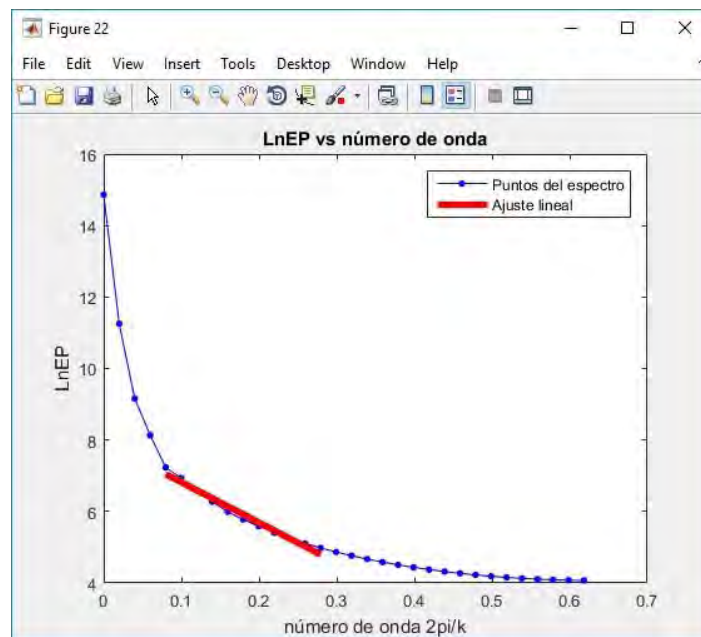 Figure 22
File Edit View Insert Tools Desktop Window Help
LnEP vs número de onda
Puntos del espectro
Ajuste lineal
16
14
12
10
8
6
4
LnEP
0 0.1 0.2 0.3 0.4 0.5 0.6 0.7
número de onda 2pi/k